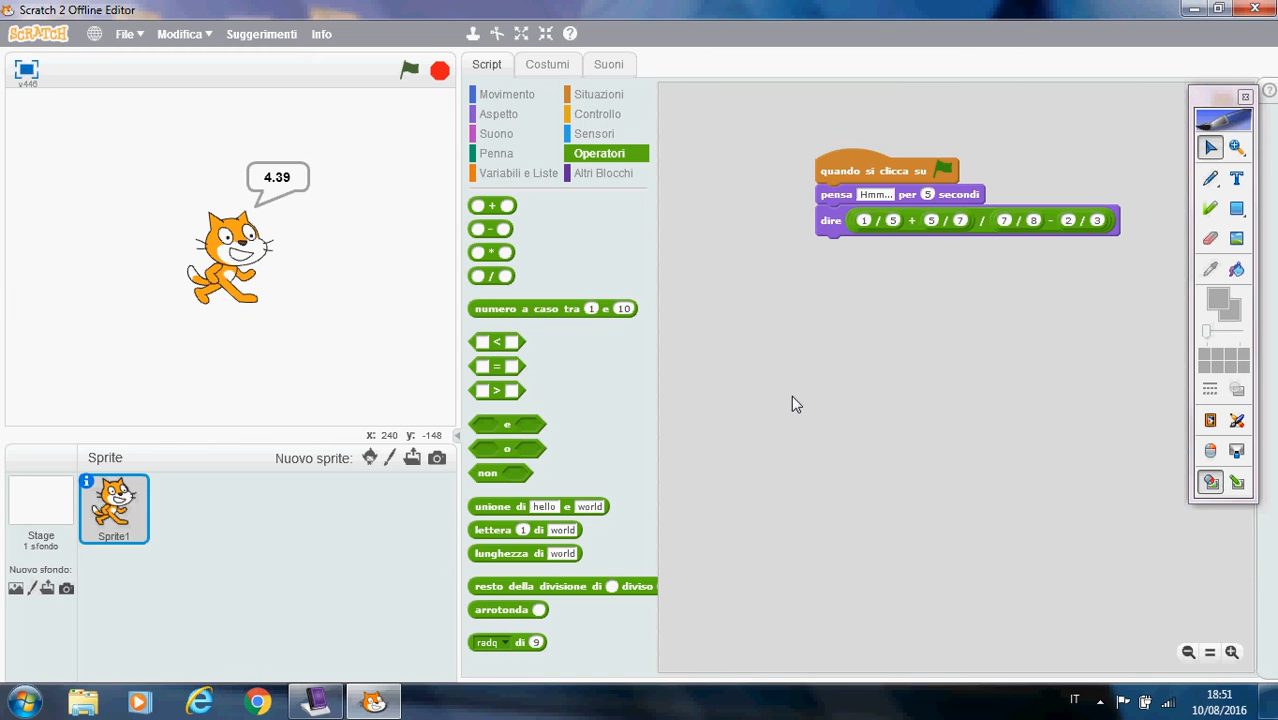 Scratch 2 Offline Editor
SCRATCH File Modifica Suggerimenti Info
v446
4.39
x: 240 y: -148
Sprite Nuovo sprite:
Stage
1 sfondo
Nuovo sfondo:
Sprite1
Script Costumi Suoni
Movimento Situazioni
Aspetto Controllo
Suono Sensori
Penna Operatori
Variabili e Liste Altri Blocchi
+
-
*
/
numero a caso tra 1 e 10
<
=
>
e
o
non
unione di hello e world
lettera 1 di world
lunghezza di world
resto della divisione di diviso
arrotonda
radq di 9
quando si clicca su
pensa Hmm... per 5 secondi
dire 1 / 5 + 5 / 7 / 7 / 8 - 2 / 3
T
IT 18:51
10/08/2016